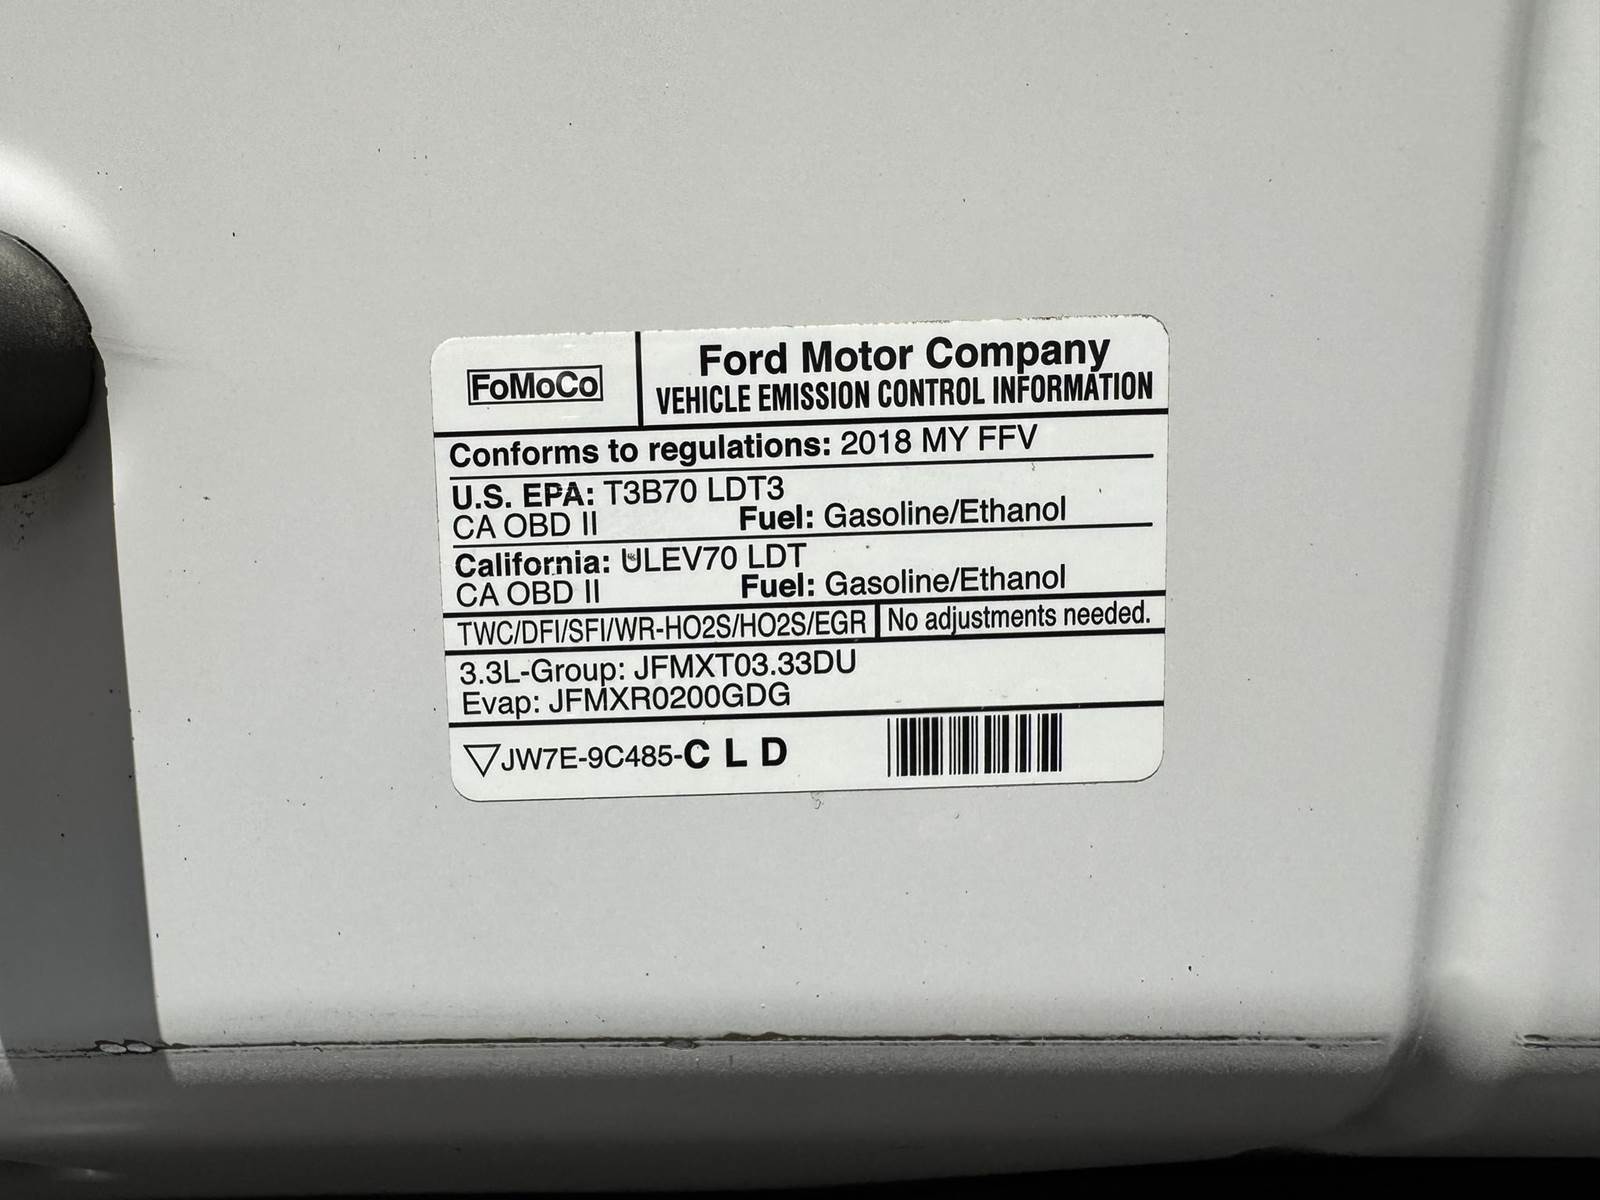 FoMoCo
Ford Motor Company
VEHICLE EMISSION CONTROL INFORMATION
Conforms to regulations: 2018 MY FFV
U.S. EPA: T3B70 LDT3
CA OBD II Fuel: Gasoline/Ethanol
California: ULEV70 LDT
CA OBD II Fuel: Gasoline/Ethanol
TWC/DFI/SFI/WR-HO2S/HO2S/EGR No adjustments needed.
3.3L-Group: JFMXT03.33DU
Evap: JFMXR0200GDG
▽JW7E-9C485-C L D